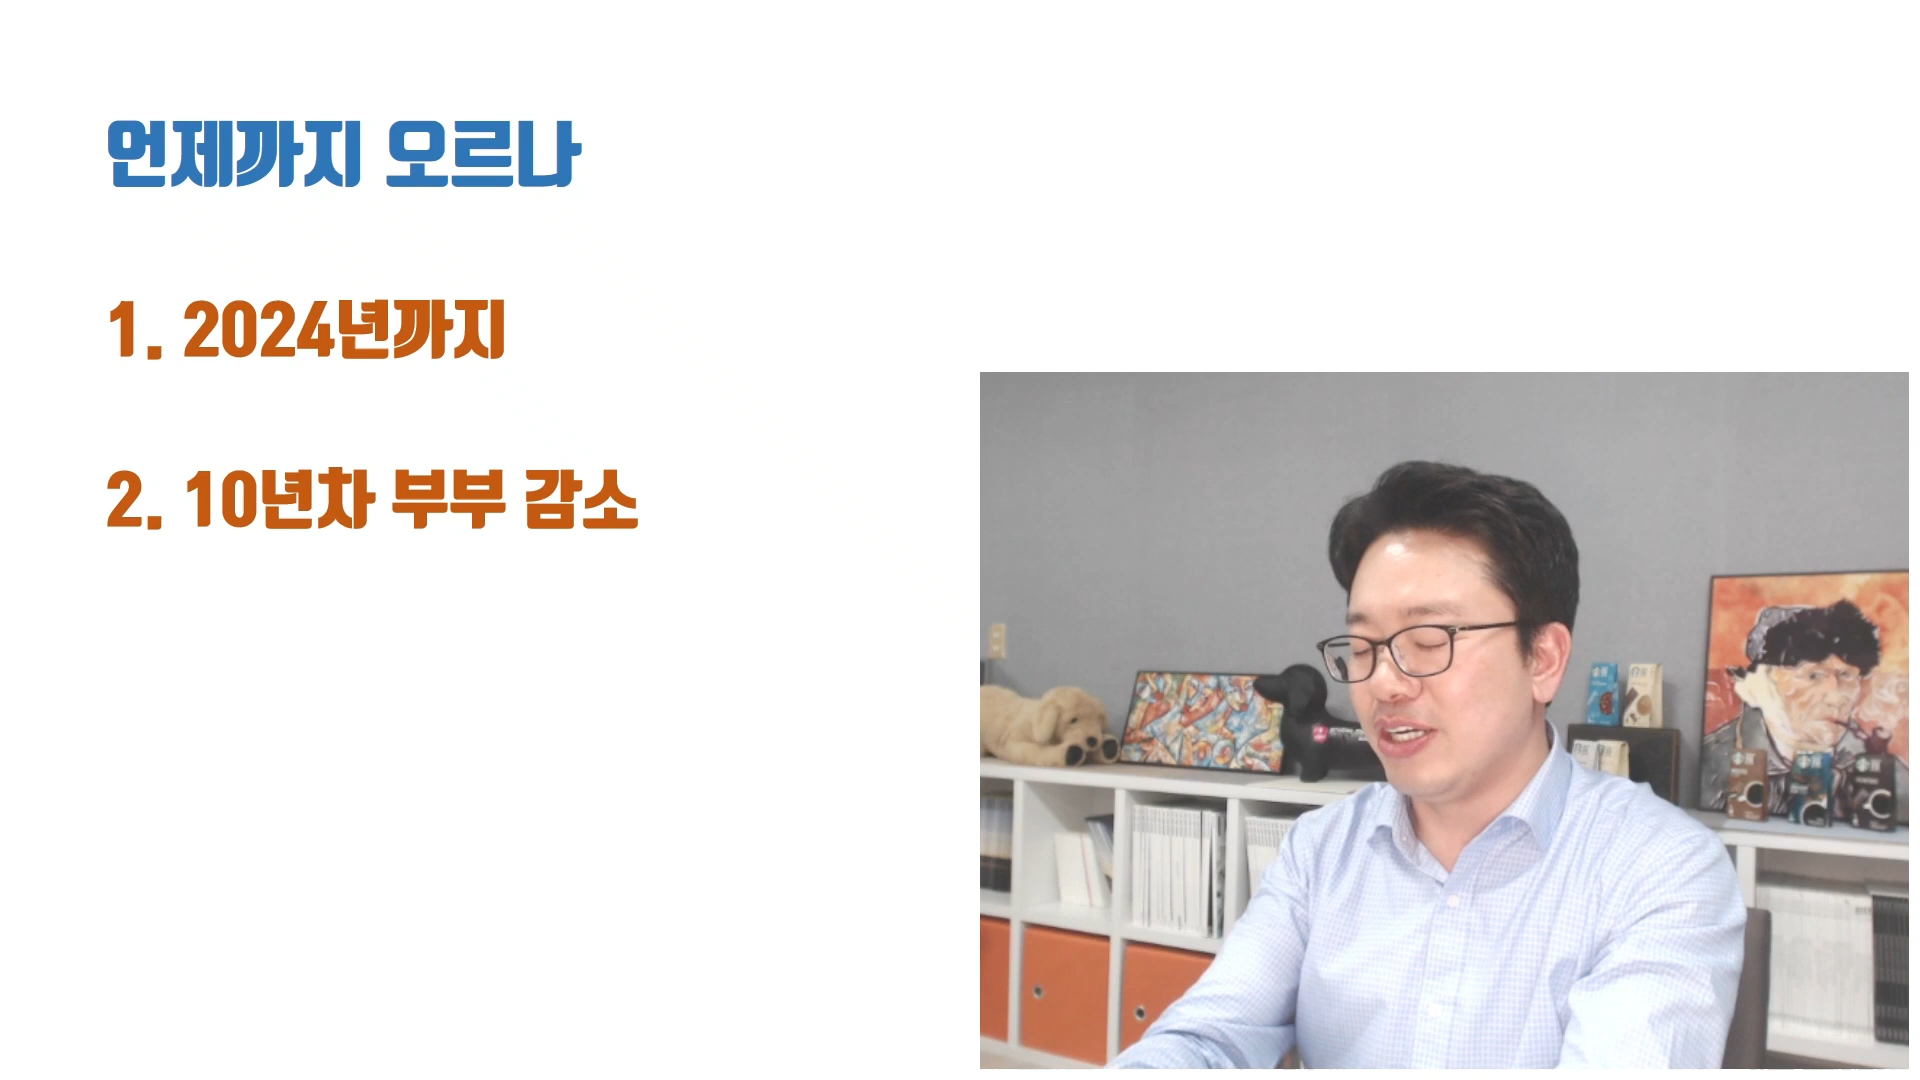 언제까지 오르나
1. 2024년까지
2. 10년차 부부 감소